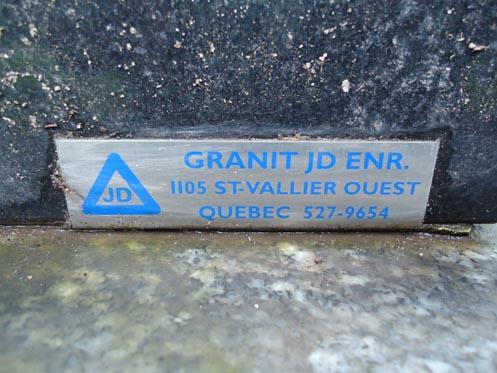 GRANIT JD ENR.
JD
1105 ST-VALLIER OUEST
QUEBEC 527-9654